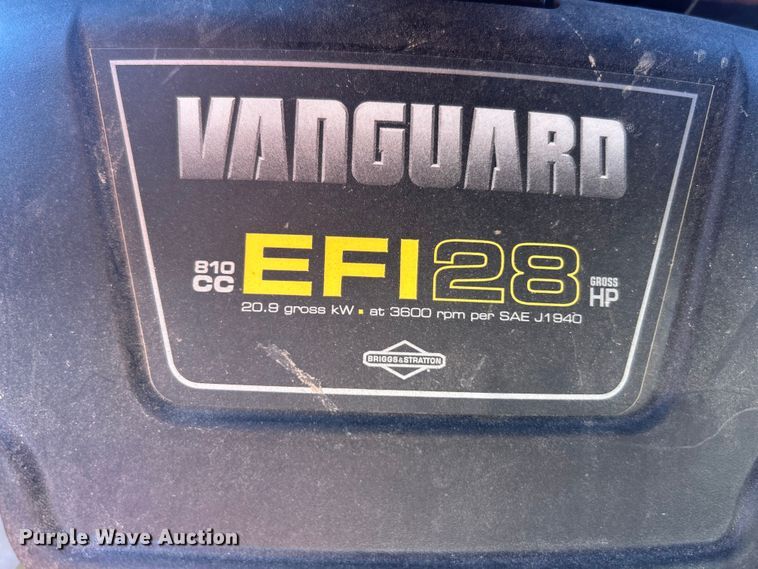 VANGUARD
810 CC EFI 28 GROSS HP
20.9 gross kW ▪ at 3600 rpm per SAE J1940
BRIGGS&STRATTON
Purple Wave Auction